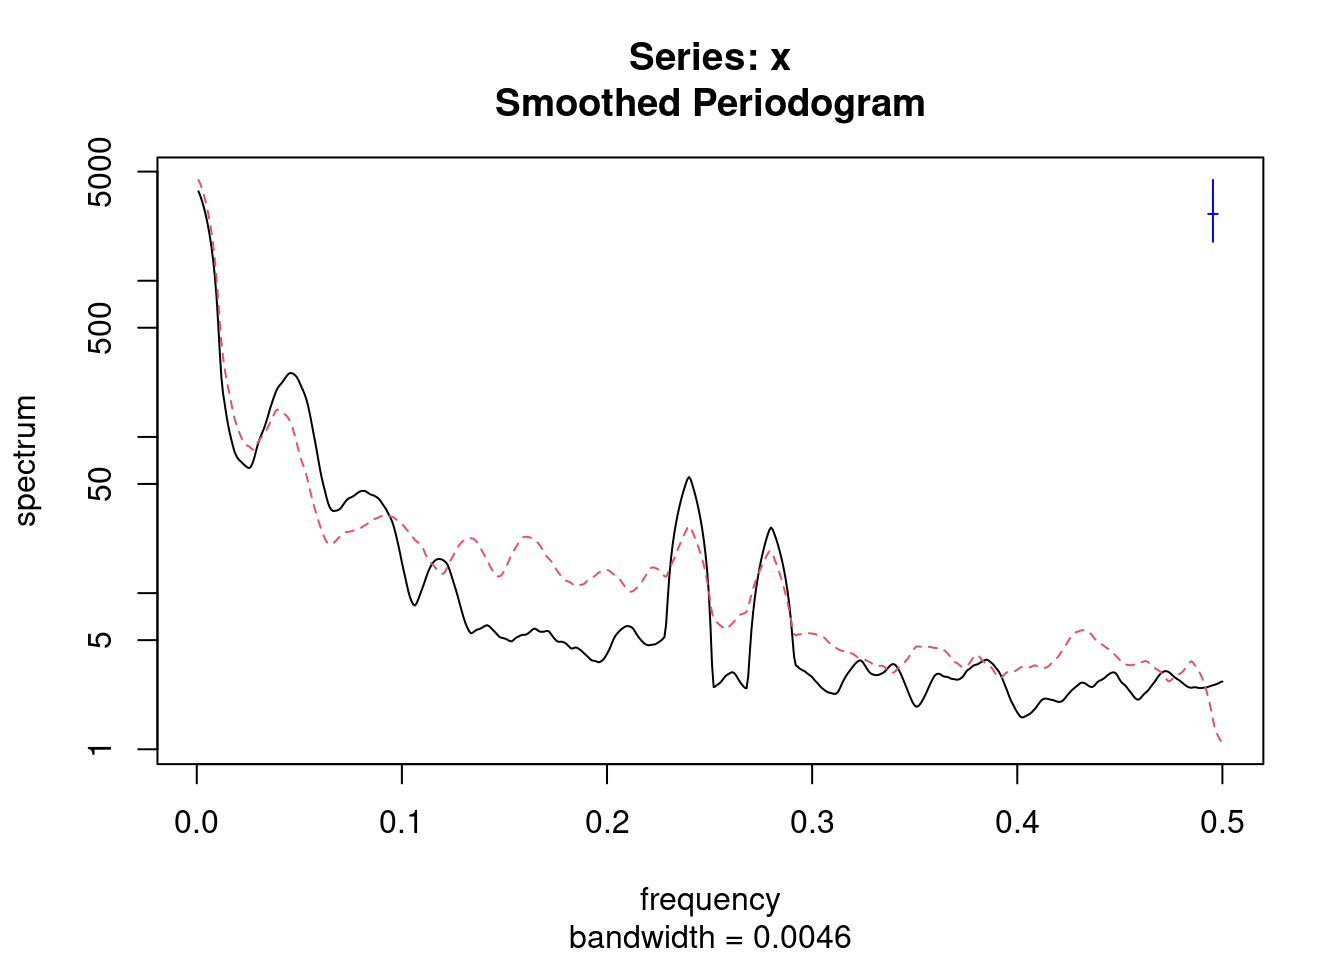 Series: x
Smoothed Periodogram
spectrum
5000
500
50
5
1
0.0 0.1 0.2 0.3 0.4 0.5
frequency
bandwidth = 0.0046